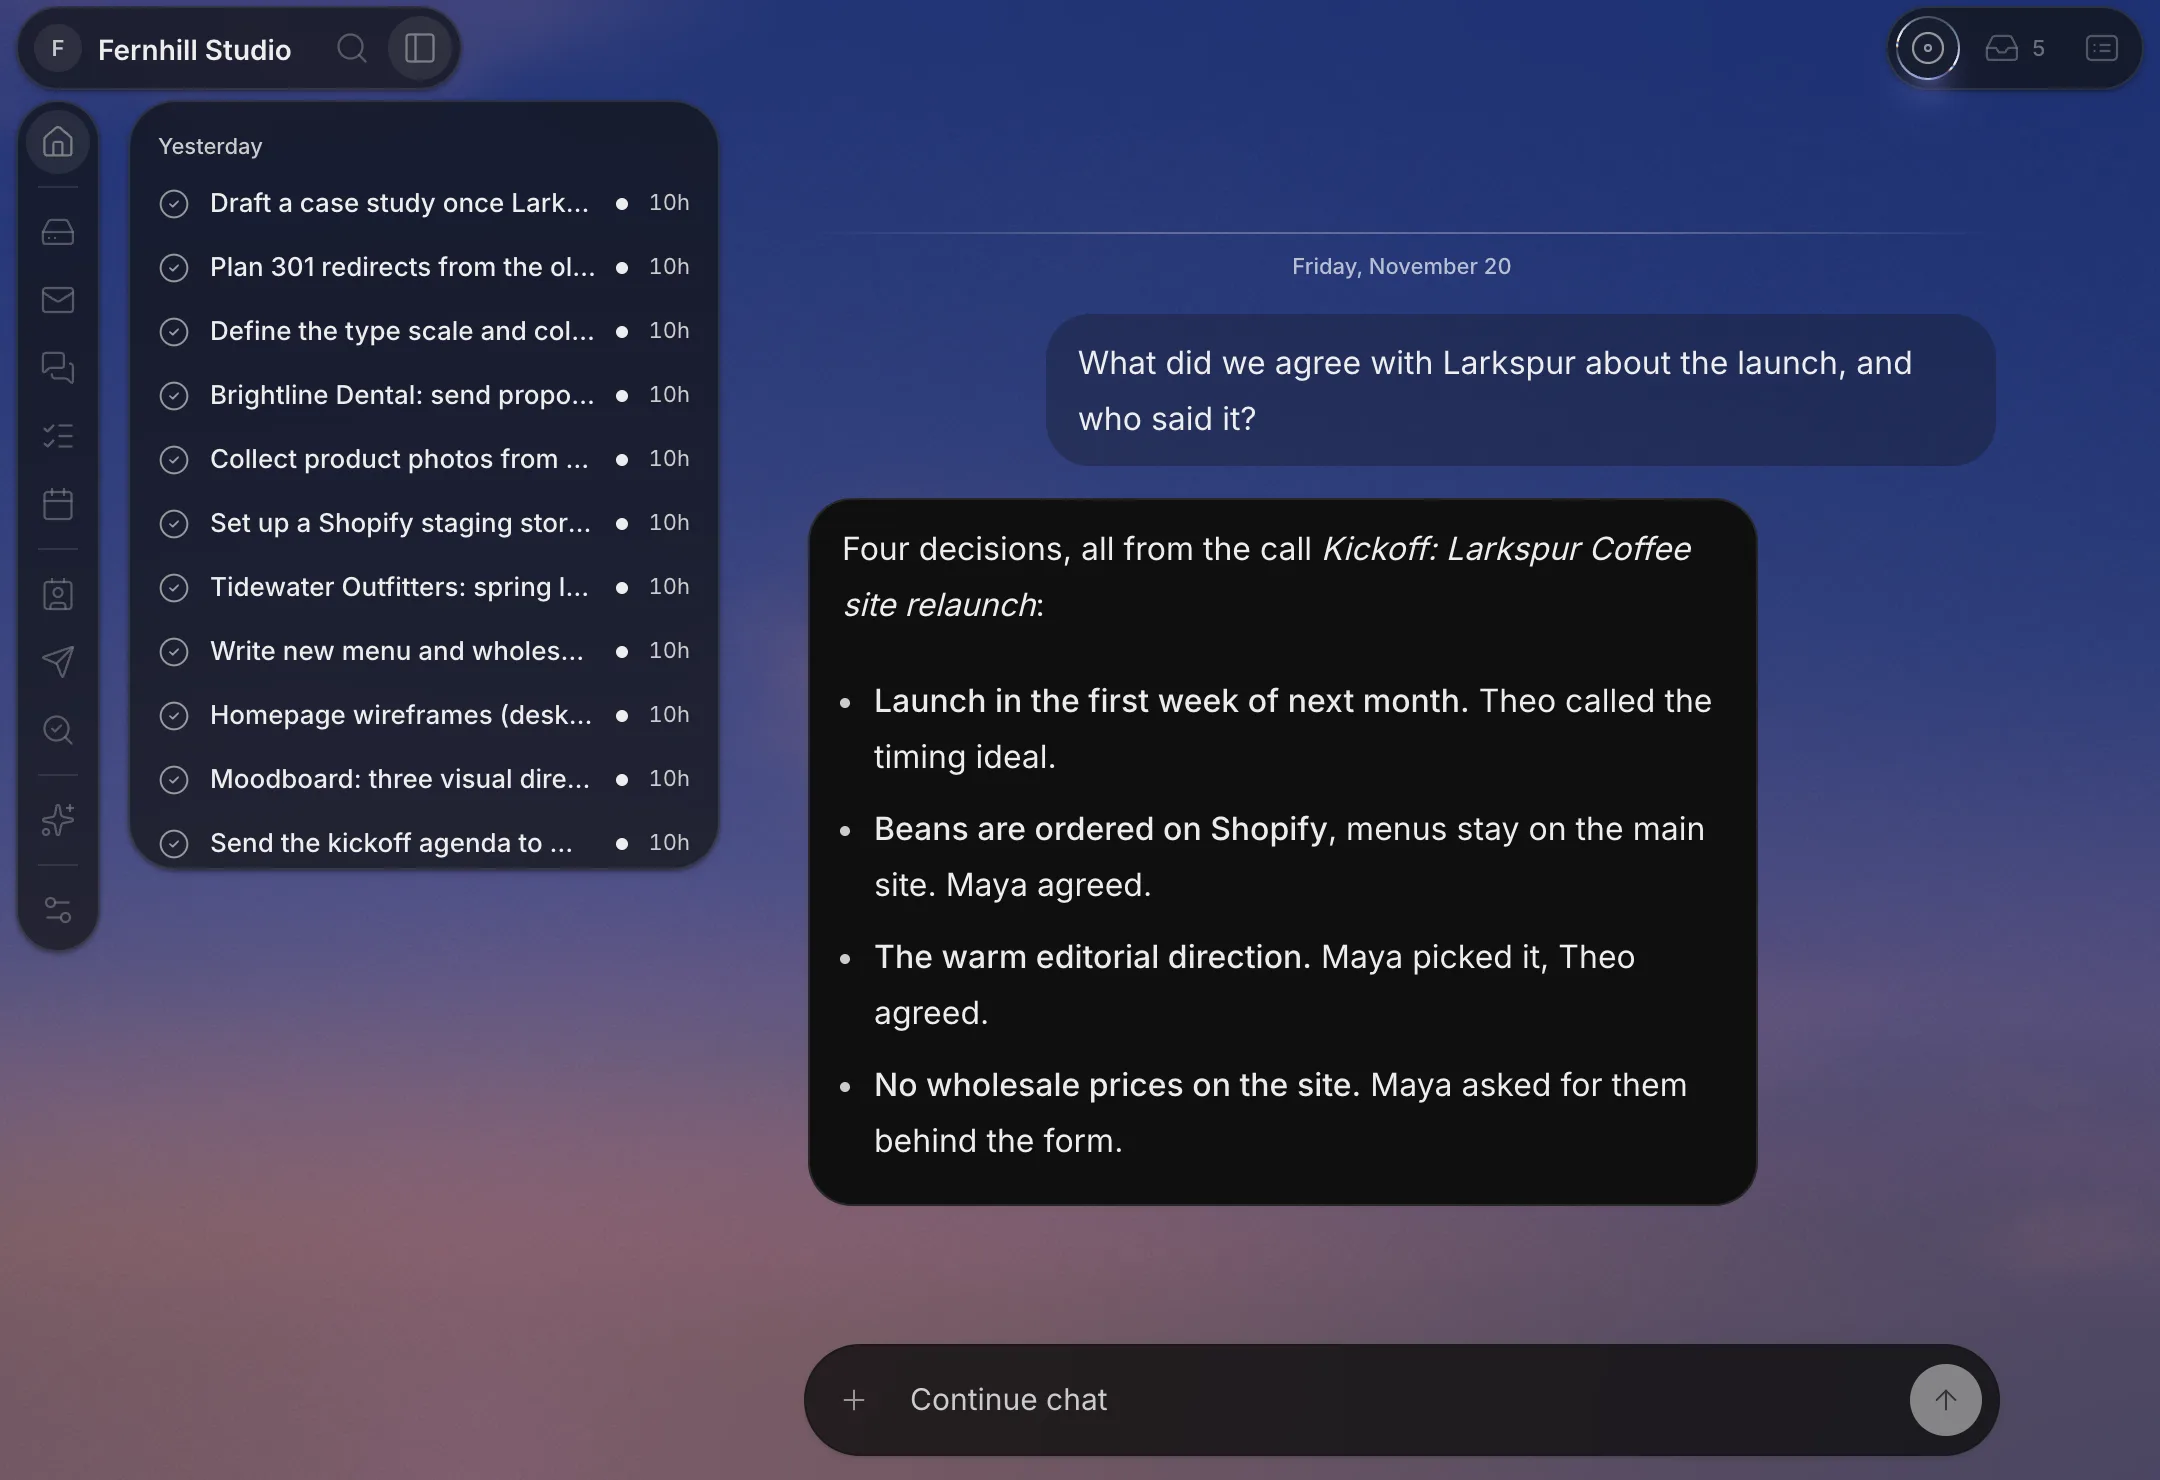 F Fernhill Studio
5
Yesterday
Draft a case study once Lark... 10h
Plan 301 redirects from the ol... 10h
Define the type scale and col... 10h
Brightline Dental: send propo... 10h
Collect product photos from ... 10h
Set up a Shopify staging stor... 10h
Tidewater Outfitters: spring l... 10h
Write new menu and wholes... 10h
Homepage wireframes (desk... 10h
Moodboard: three visual dire... 10h
Send the kickoff agenda to ... 10h
Friday, November 20
What did we agree with Larkspur about the launch, and
who said it?
Four decisions, all from the call Kickoff: Larkspur Coffee
site relaunch:
• Launch in the first week of next month. Theo called the
timing ideal.
• Beans are ordered on Shopify, menus stay on the main
site. Maya agreed.
• The warm editorial direction. Maya picked it, Theo
agreed.
• No wholesale prices on the site. Maya asked for them
behind the form.
Continue chat